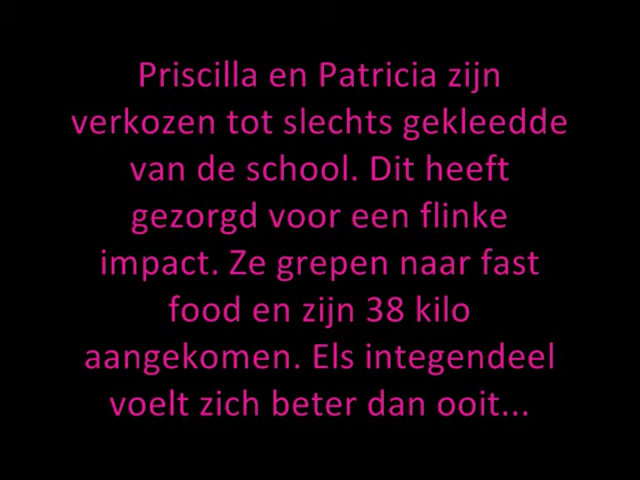 Priscilla en Patricia zijn
verkozen tot slechts gekleedde
van de school. Dit heeft
gezorgd voor een flinke
impact. Ze grepen naar fast
food en zijn 38 kilo
aangekomen. Els integendeel
voelt zich beter dan ooit...